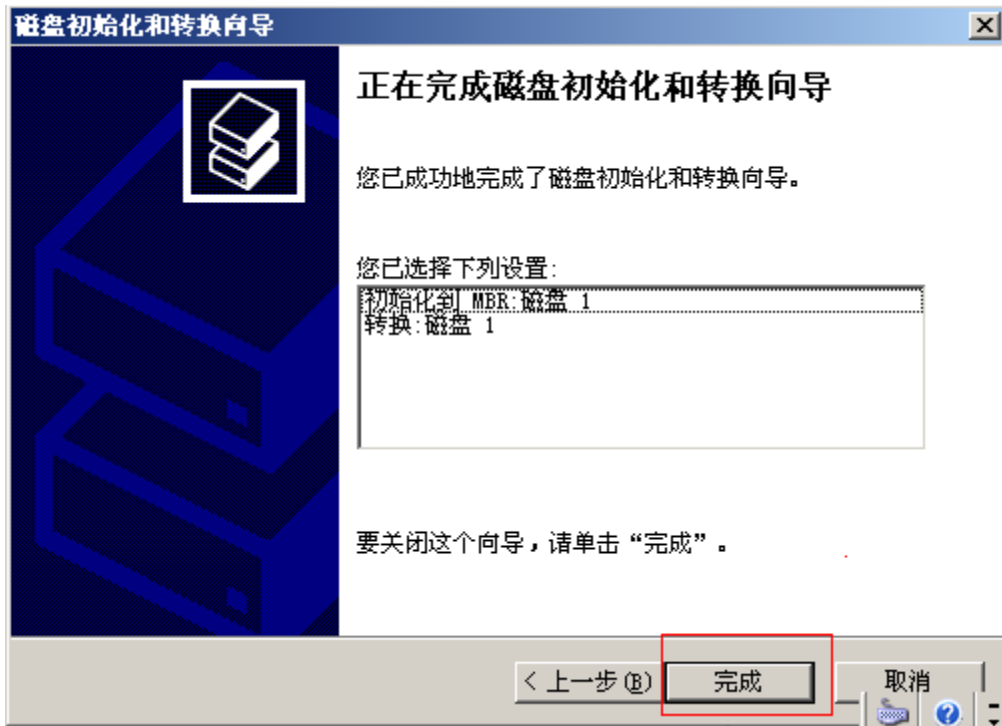 磁盘初始化和转换向导
正在完成磁盘初始化和转换向导
您已成功地完成了磁盘初始化和转换向导。
您已选择下列设置:
初始化到 MBR:磁盘 1
转换:磁盘 1
要关闭这个向导，请单击“完成”。
< 上一步(B) 完成 取消